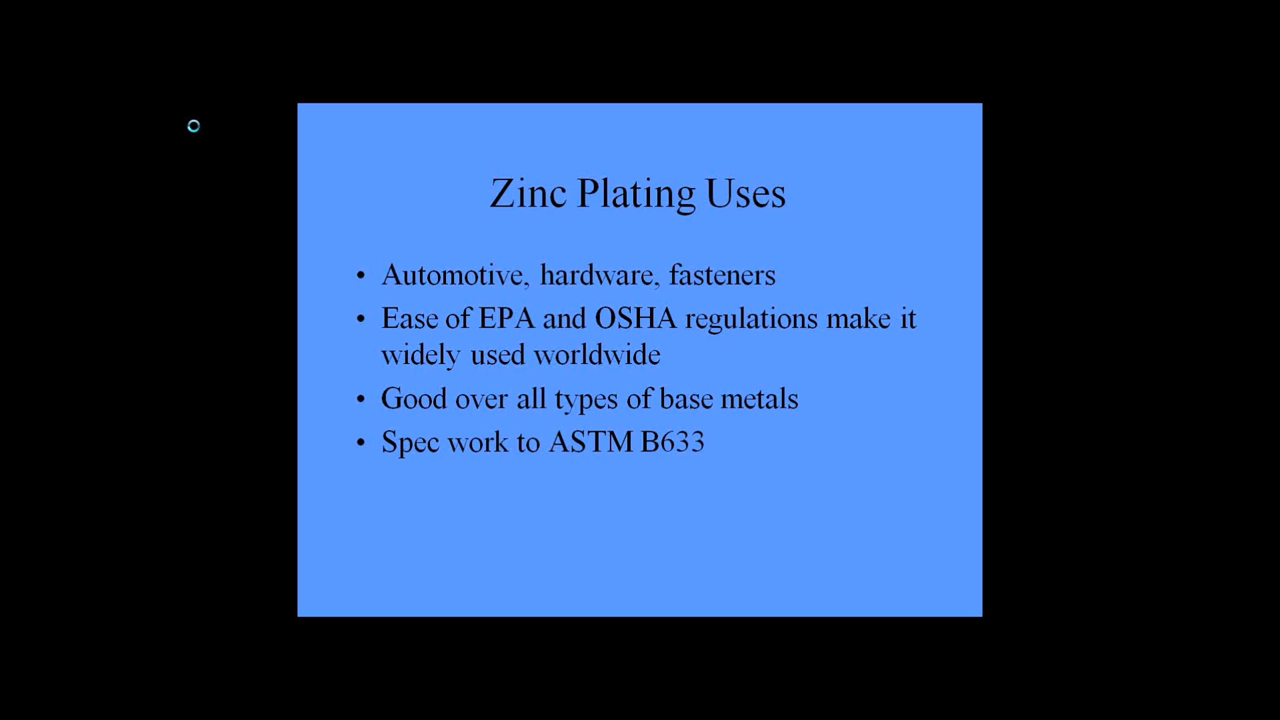 Zinc Plating Uses
• Automotive, hardware, fasteners
• Ease of EPA and OSHA regulations make it
widely used worldwide
• Good over all types of base metals
• Spec work to ASTM B633